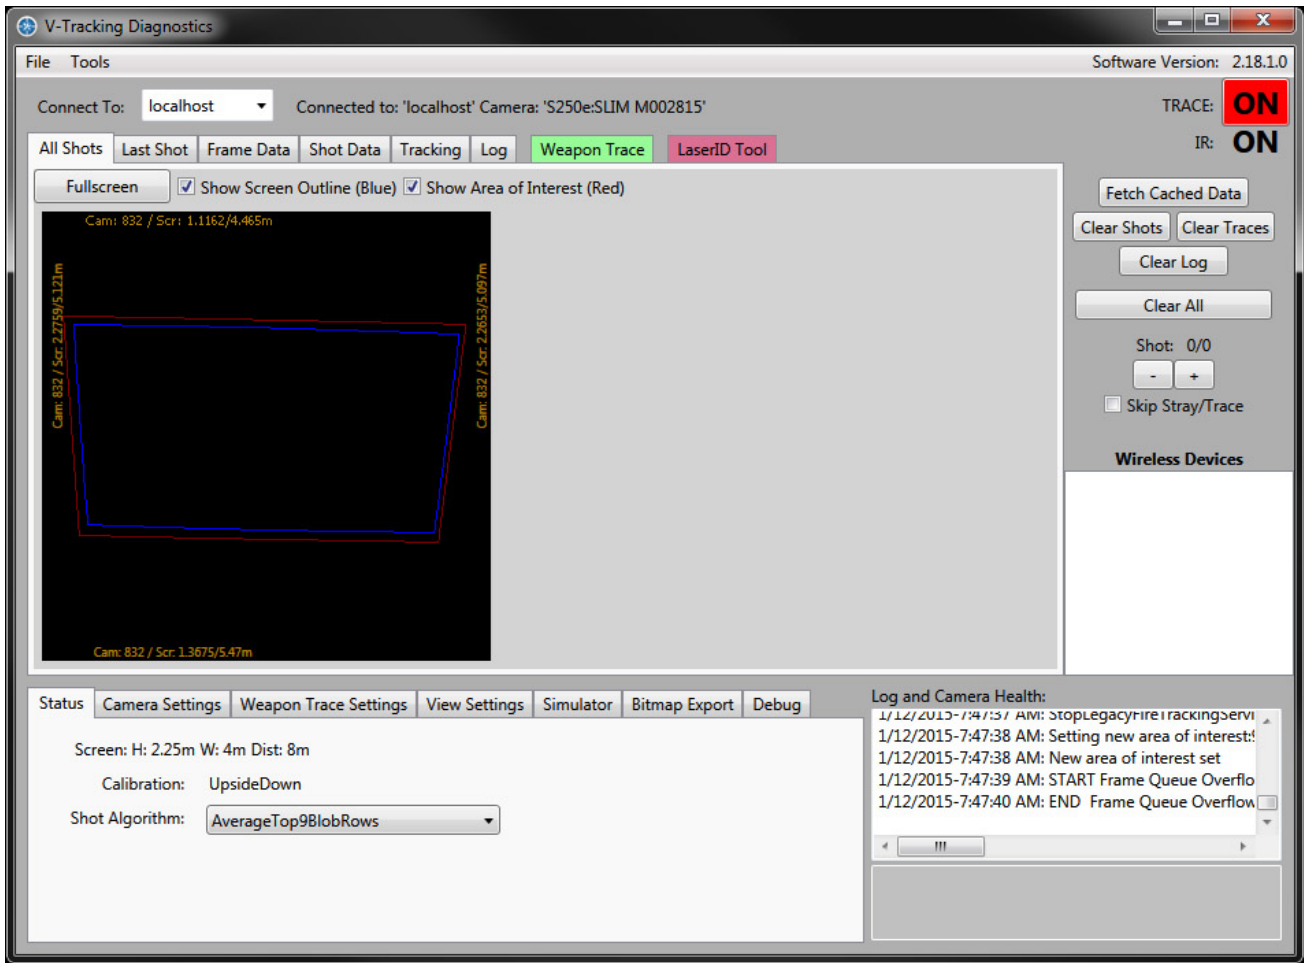 V-Tracking Diagnostics
File Tools Software Version: 2.18.1.0
Connect To: localhost Connected to: 'localhost' Camera: 'S250e:SLIM M002815' TRACE: ON
IR: ON
All Shots Last Shot Frame Data Shot Data Tracking Log Weapon Trace LaserID Tool
Fullscreen Show Screen Outline (Blue) Show Area of Interest (Red)
Cam: 832 / Scr: 1.1162/4.465m
Cam: 832 / Scr: 2.2759/5.121m
Cam: 832 / Scr: 2.2653/5.097m
Cam: 832 / Scr: 1.3675/5.47m
Fetch Cached Data
Clear Shots Clear Traces
Clear Log
Clear All
Shot: 0/0
- +
Skip Stray/Trace
Wireless Devices
Status Camera Settings Weapon Trace Settings View Settings Simulator Bitmap Export Debug
Screen: H: 2.25m W: 4m Dist: 8m
Calibration: UpsideDown
Shot Algorithm: AverageTop9BlobRows
Log and Camera Health:
1/12/2015-7:47:37 AM: StopLegacyFireTrackingServi
1/12/2015-7:47:38 AM: Setting new area of interest:
1/12/2015-7:47:38 AM: New area of interest set
1/12/2015-7:47:39 AM: START Frame Queue Overflo
1/12/2015-7:47:40 AM: END Frame Queue Overflow